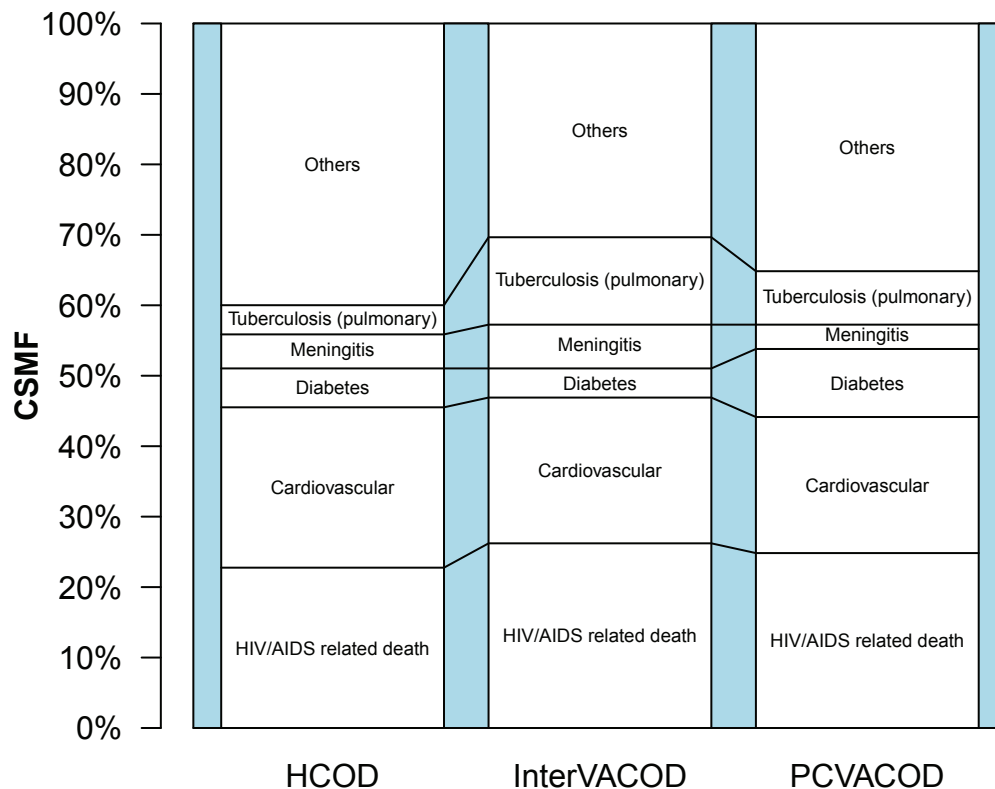 100%
90%
80%
70%
60%
50%
40%
30%
20%
10%
0%
CSMF
Others
Tuberculosis (pulmonary)
Meningitis
Diabetes
Cardiovascular
HIV/AIDS related death
Others
Tuberculosis (pulmonary)
Meningitis
Diabetes
Cardiovascular
HIV/AIDS related death
Others
Tuberculosis (pulmonary)
Meningitis
Diabetes
Cardiovascular
HIV/AIDS related death
HCOD
InterVACOD
PCVACOD